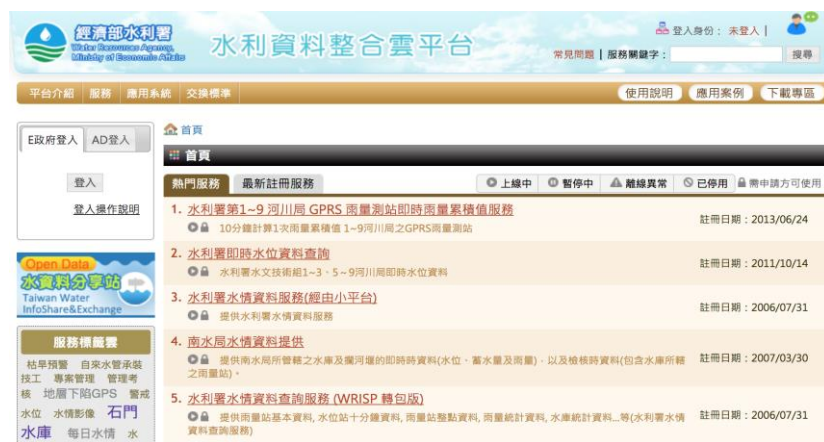 經濟部水利署
Water Resources Agency,
Ministry of Economic Affairs
水利資料整合雲平台
登入身份： 未登入 |
常見問題 | 服務關鍵字：
搜尋
平台介紹 服務 應用系統 交換標準
使用說明 應用案例 下載專區
E政府登入 AD登入
登入
登入操作說明
Open Data
水資料分享站
Taiwan Water
InfoShare&Exchange
服務標籤雲
枯旱預警 自來水管承裝
技工 專案管理 管理考
核 地層下陷GPS 警戒
水位 水情影像 石門
水庫 每日水情 水
首頁
首頁
熱門服務 最新註冊服務
上線中 暫停中 離線異常 已停用 需申請方可使用
1. 水利署第1~9 河川局 GPRS 雨量測站即時雨量累積值服務
註冊日期：2013/06/24
10分鐘計算1次雨量累積值 1~9河川局之GPRS雨量測站
2. 水利署即時水位資料查詢
註冊日期：2011/10/14
水利署水文技術組1~3、5~9河川局即時水位資料
3. 水利署水情資料服務(經由小平台)
註冊日期：2006/07/31
提供水利署水情資料服務
4. 南水局水情資料提供
註冊日期：2007/03/30
提供南水局所管轄之水庫及攔河堰的即時時資料(水位、蓄水量及雨量)，以及檢核時資料(包含水庫所轄
之雨量站)。
5. 水利署水情資料查詢服務 (WRISP 轉包版)
註冊日期：2006/07/31
提供雨量站基本資料, 水位站十分鐘資料, 雨量站整點資料, 雨量統計資料, 水庫統計資料...等(水利署水情
資料查詢服務)